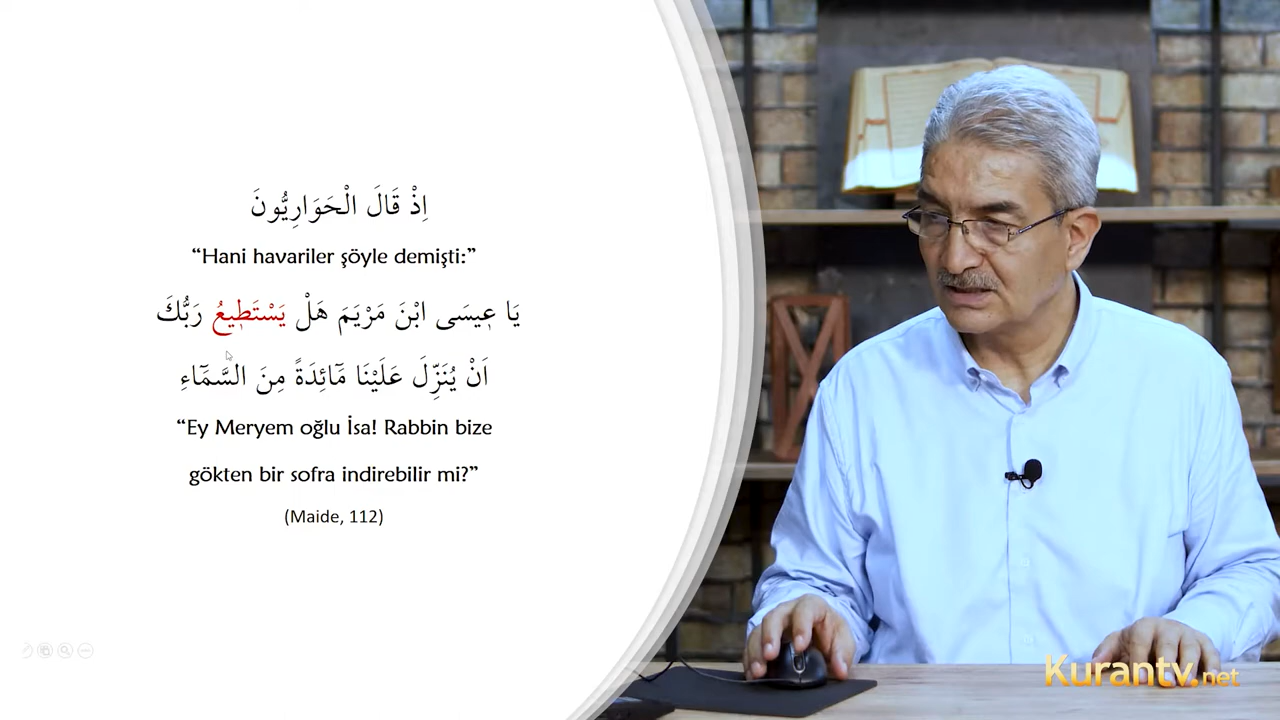 اِذْ قَالَ الْحَوَارِيُّونَ
“Hani havariler şöyle demişti:”
يَا ع۪يسَى ابْنَ مَرْيَمَ هَلْ يَسْتَط۪يعُ رَبُّكَ
اَنْ يُنَزِّلَ عَلَيْنَا مَٓائِدَةً مِنَ السَّمَٓاءِ
“Ey Meryem oğlu İsa! Rabbin bize
gökten bir sofra indirebilir mi?”
(Maide, 112)
Kurantv.net